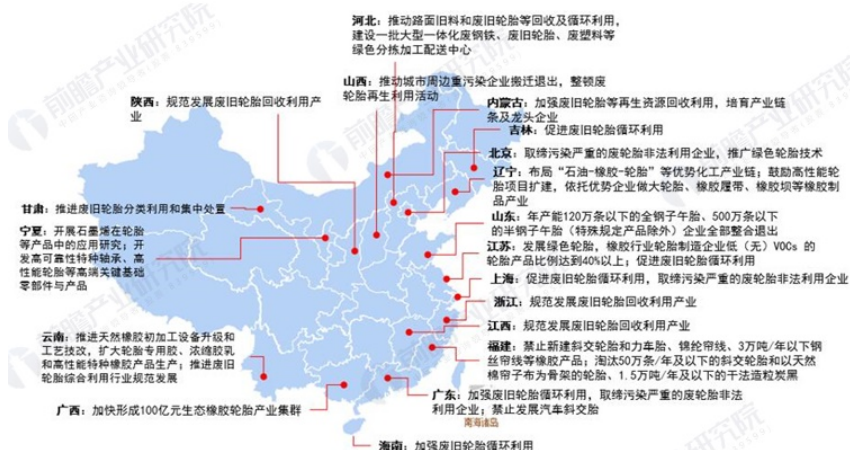 河北：推动路面旧料和废旧轮胎等回收及循环利用，
建设一批大型一体化废钢铁、废旧轮胎、废塑料等
绿色分拣加工配送中心
山西：推动城市周边重污染企业搬迁退出，整顿废
轮胎再生利用活动
陕西：规范发展废旧轮胎回收利用产
业
内蒙古：加强废旧轮胎等再生资源回收利用，培育产业链
条及龙头企业
吉林：促进废旧轮胎循环利用
北京：取缔污染严重的废轮胎非法利用企业，推广绿色轮胎技术
辽宁：布局“石油-橡胶-轮胎”等优势化工产业链；鼓励高性能轮
胎项目扩建，依托优势企业做大轮胎、橡胶履带、橡胶坝等橡胶制
品产业
甘肃：推进废旧轮胎分类利用和集中处置
宁夏：开展石墨烯在轮胎
等产品中的应用研究；开
发高可靠性特种轴承、高
性能轮胎等高端关键基础
零部件与产品
山东：年产能120万条以下的全钢子午胎、500万条以下
的半钢子午胎（特殊规定产品除外）企业全部整合退出
江苏：发展绿色轮胎，橡胶行业轮胎制造企业低（无）VOCs 的
轮胎产品比例达到40%以上；促进废旧轮胎循环利用
上海：促进废旧轮胎循环利用，取缔污染严重的废轮胎非法利用企业
浙江：规范发展废旧轮胎回收利用产业
江西：规范发展废旧轮胎回收利用产业
云南：推进天然橡胶初加工设备升级和
工艺技改，扩大轮胎专用胶、浓缩胶乳
和高性能特种橡胶产品生产；推进废旧
轮胎综合利用行业规范发展
福建：禁止新建斜交轮胎和力车胎、锦纶帘线、3万吨/年以下钢
丝帘线等橡胶产品；淘汰50万条/年及以下的斜交轮胎和以天然
棉帘子布为骨架的轮胎、1.5万吨/年及以下的干法造粒炭黑
广东：加强废旧轮胎循环利用，取缔污染严重的废轮胎非法
利用企业；禁止发展汽车斜交胎
广西：加快形成100亿元生态橡胶轮胎产业集群
南海诸岛
海南：加强废旧轮胎循环利用
前瞻产业研究院